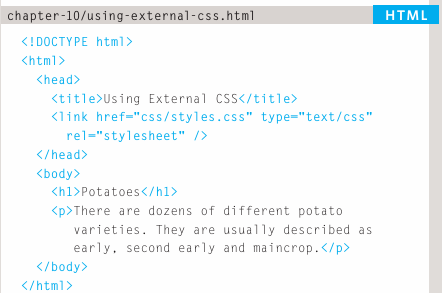 chapter-10/using-external-css.html HTML
<!DOCTYPE html>
<html>
<head>
<title>Using External CSS</title>
<link href="css/styles.css" type="text/css"
rel="stylesheet" />
</head>
<body>
<h1>Potatoes</h1>
<p>There are dozens of different potato
varieties. They are usually described as
early, second early and maincrop.</p>
</body>
</html>